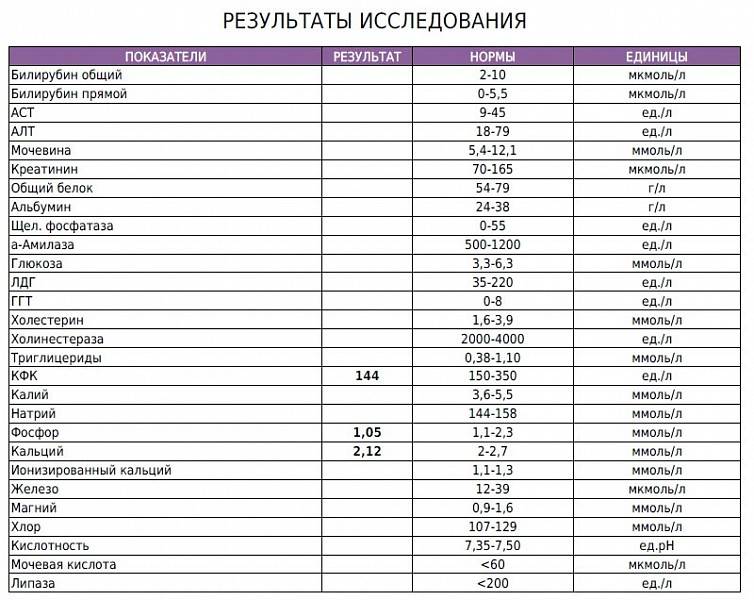 РЕЗУЛЬТАТЫ ИССЛЕДОВАНИЯ
ПОКАЗАТЕЛИ РЕЗУЛЬТАТ НОРМЫ ЕДИНИЦЫ
Билирубин общий 2-10 мкмоль/л
Билирубин прямой 0-5,5 мкмоль/л
АСТ 9-45 ед./л
АЛТ 18-79 ед./л
Мочевина 5,4-12,1 ммоль/л
Креатинин 70-165 мкмоль/л
Общий белок 54-79 г/л
Альбумин 24-38 г/л
Щел. фосфатаза 0-55 ед./л
а-Амилаза 500-1200 ед./л
Глюкоза 3,3-6,3 ммоль/л
ЛДГ 35-220 ед./л
ГГТ 0-8 ед./л
Холестерин 1,6-3,9 ммоль/л
Холинестераза 2000-4000 ед./л
Триглицериды 0,38-1,10 ммоль/л
КФК 144 150-350 ед./л
Калий 3,6-5,5 ммоль/л
Натрий 144-158 ммоль/л
Фосфор 1,05 1,1-2,3 ммоль/л
Кальций 2,12 2-2,7 ммоль/л
Ионизированный кальций 1,1-1,3 ммоль/л
Железо 12-39 мкмоль/л
Магний 0,9-1,6 ммоль/л
Хлор 107-129 ммоль/л
Кислотность 7,35-7,50 ед.pH
Мочевая кислота <60 мкмоль/л
Липаза <200 ед./л